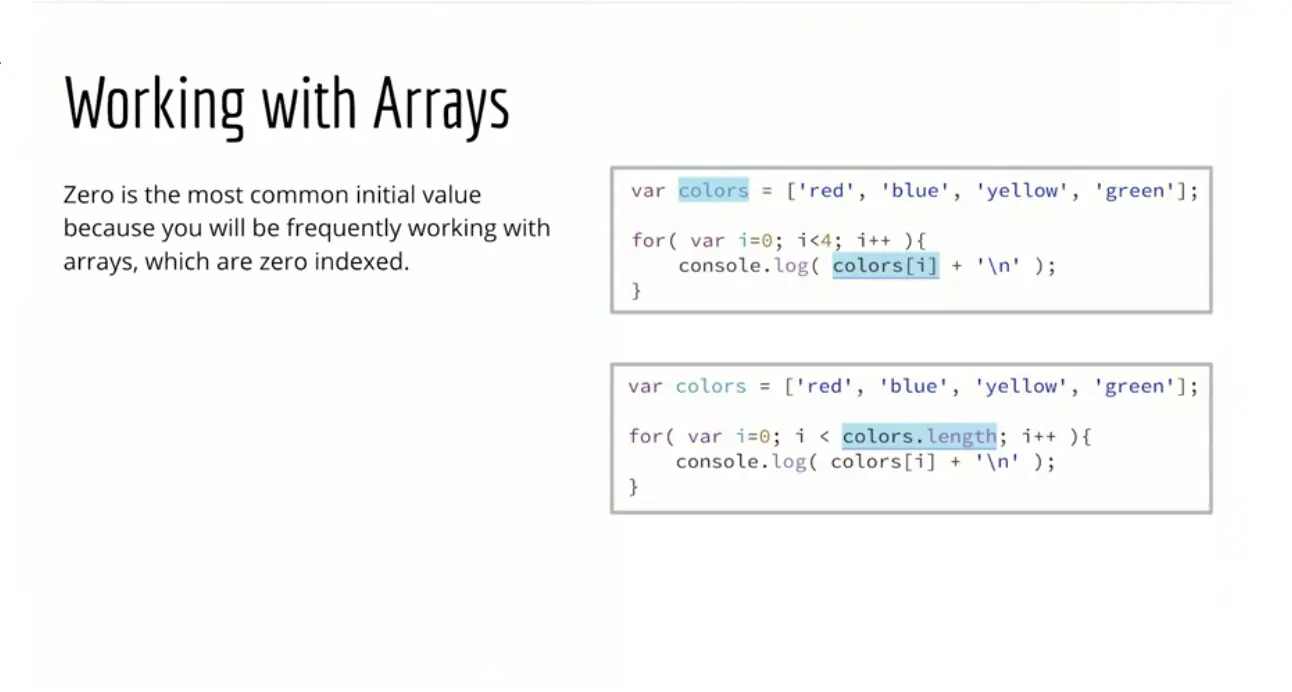 Working with Arrays
Zero is the most common initial value
because you will be frequently working with
arrays, which are zero indexed.
var colors = ['red', 'blue', 'yellow', 'green'];
for( var i=0; i<4; i++ ){
console.log( colors[i] + '\n' );
}
var colors = ['red', 'blue', 'yellow', 'green'];
for( var i=0; i < colors.length; i++ ){
console.log( colors[i] + '\n' );
}